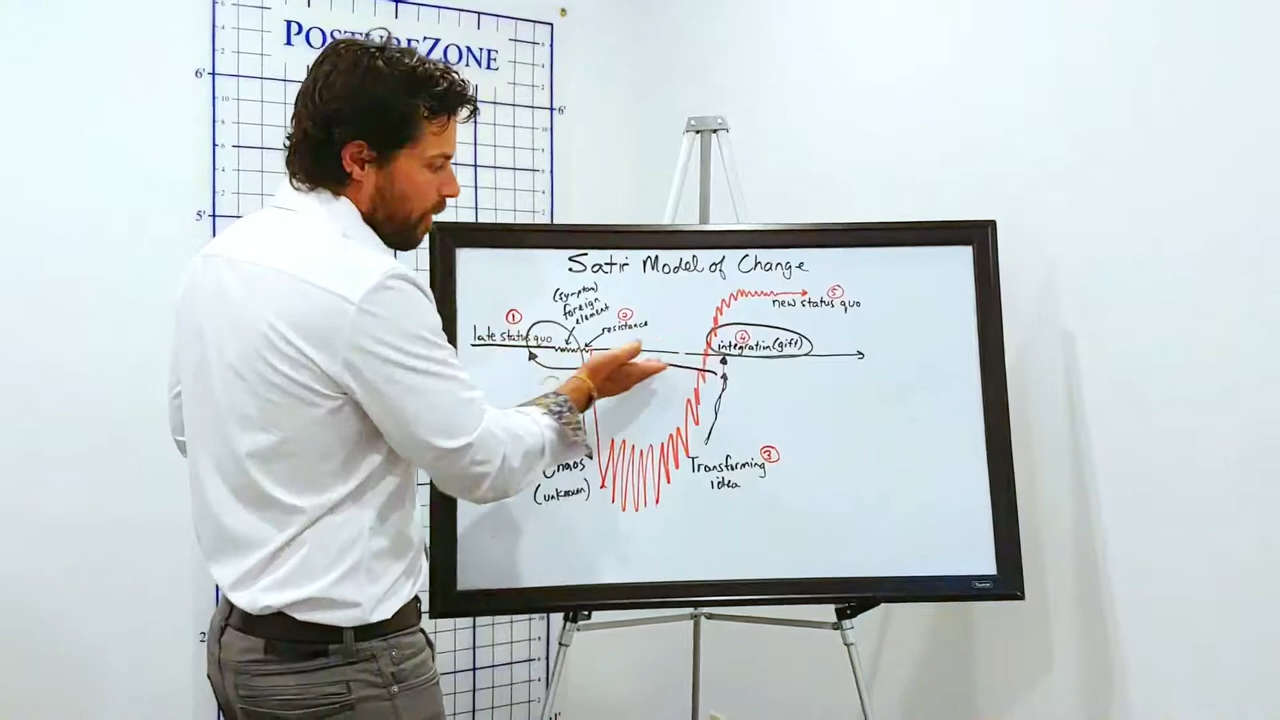 POSTUREZONE
6'
6'
5'
Satir Model of Change
(symptom)
foreign
element
1
2
resistance
late status quo
5
new status quo
4
integration (gift)
Chaos
(unknown)
3
Transforming
idea